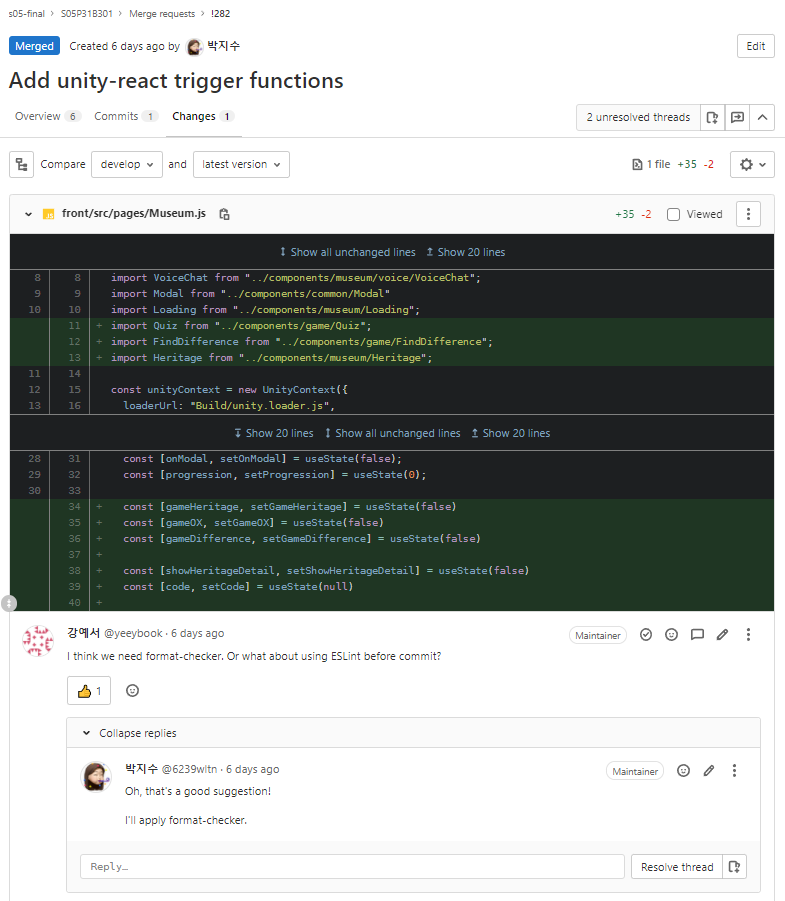 s05-final > S05P31B301 > Merge requests > !282
Merged Created 6 days ago by 박지수 Edit
Add unity-react trigger functions
Overview 6 Commits 1 Changes 1 2 unresolved threads
Compare develop and latest version 1 file +35 -2
front/src/pages/Museum.js +35 -2 Viewed
Show all unchanged lines Show 20 lines
8 8 import VoiceChat from "../components/museum/voice/VoiceChat";
9 9 import Modal from "../components/common/Modal"
10 10 import Loading from "../components/museum/Loading";
11 + import Quiz from "../components/game/Quiz";
12 + import FindDifference from "../components/game/FindDifference";
13 + import Heritage from "../components/museum/Heritage";
11 14
12 15 const unityContext = new UnityContext({
13 16 loaderUrl: "Build/unity.loader.js",
Show 20 lines Show all unchanged lines Show 20 lines
28 31 const [onModal, setOnModal] = useState(false);
29 32 const [progression, setProgression] = useState(0);
30 33
34 + const [gameHeritage, setGameHeritage] = useState(false)
35 + const [gameOX, setGameOX] = useState(false)
36 + const [gameDifference, setGameDifference] = useState(false)
37 +
38 + const [showHeritageDetail, setShowHeritageDetail] = useState(false)
39 + const [code, setCode] = useState(null)
40 +
강예서 @yeeybook · 6 days ago Maintainer
I think we need format-checker. Or what about using ESLint before commit?
👍 1
Collapse replies
박지수 @6239witn · 6 days ago Maintainer
Oh, that's a good suggestion!
I'll apply format-checker.
Reply… Resolve thread